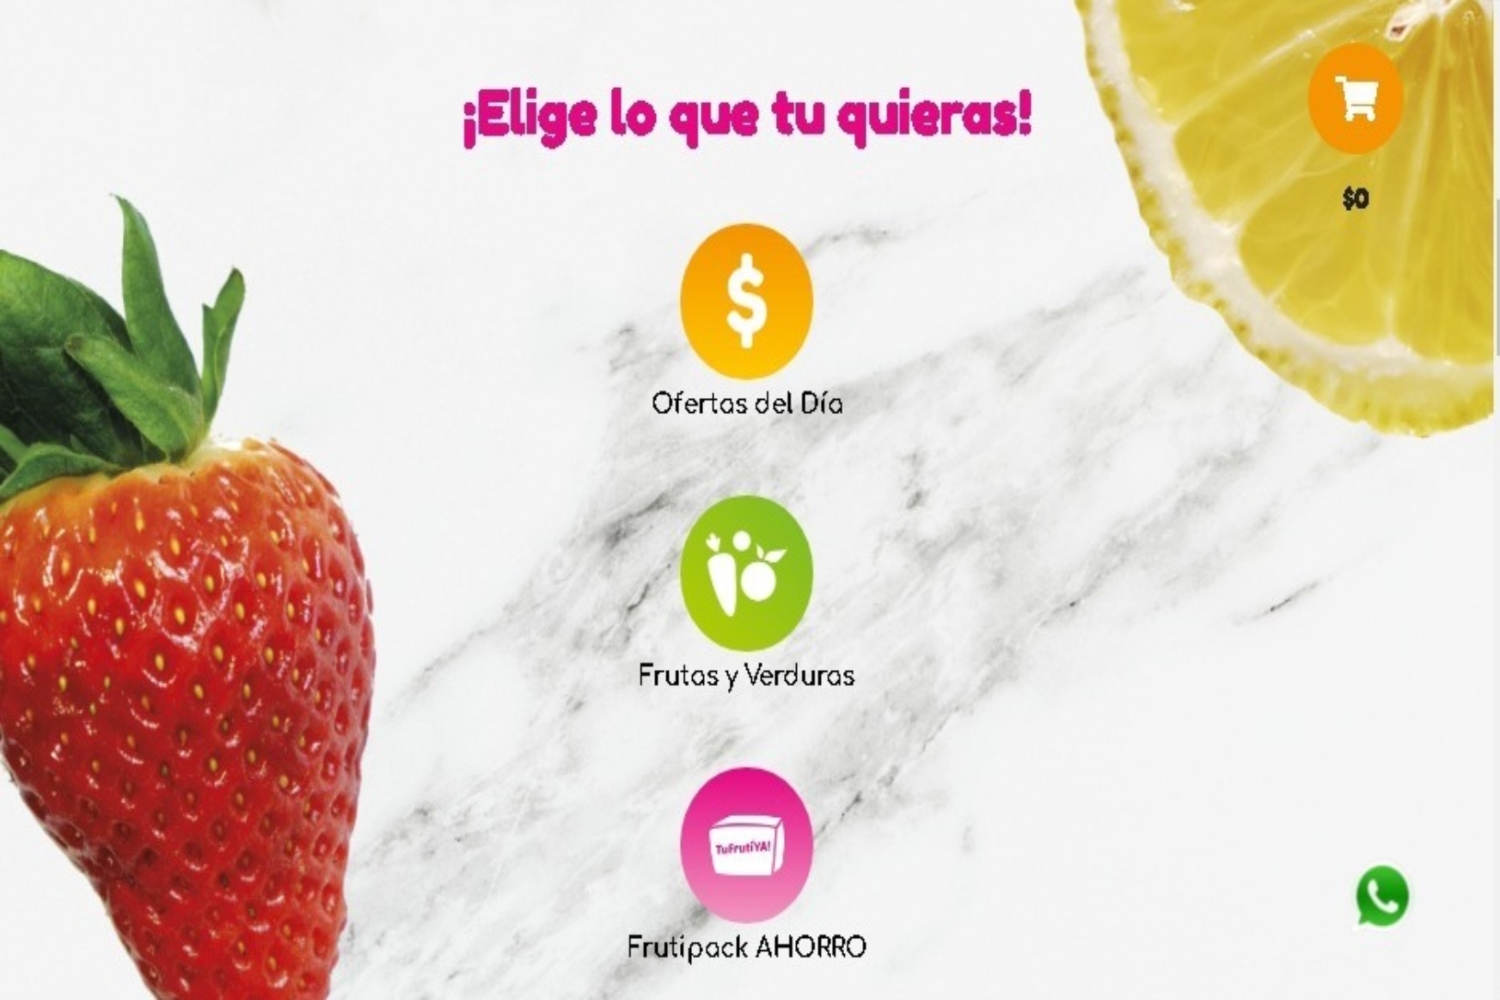 ¡Elige lo que tu quieras!
$0
$
Ofertas del Día
Frutas y Verduras
TuFrutiYA!
Frutipack AHORRO